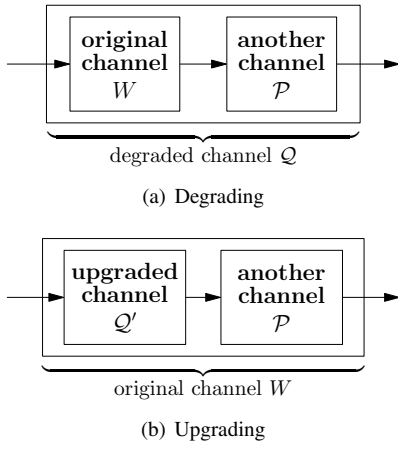 original channel W
another channel 𝒫
degraded channel 𝒬
(a) Degrading
upgraded channel 𝒬′
another channel 𝒫
original channel W
(b) Upgrading